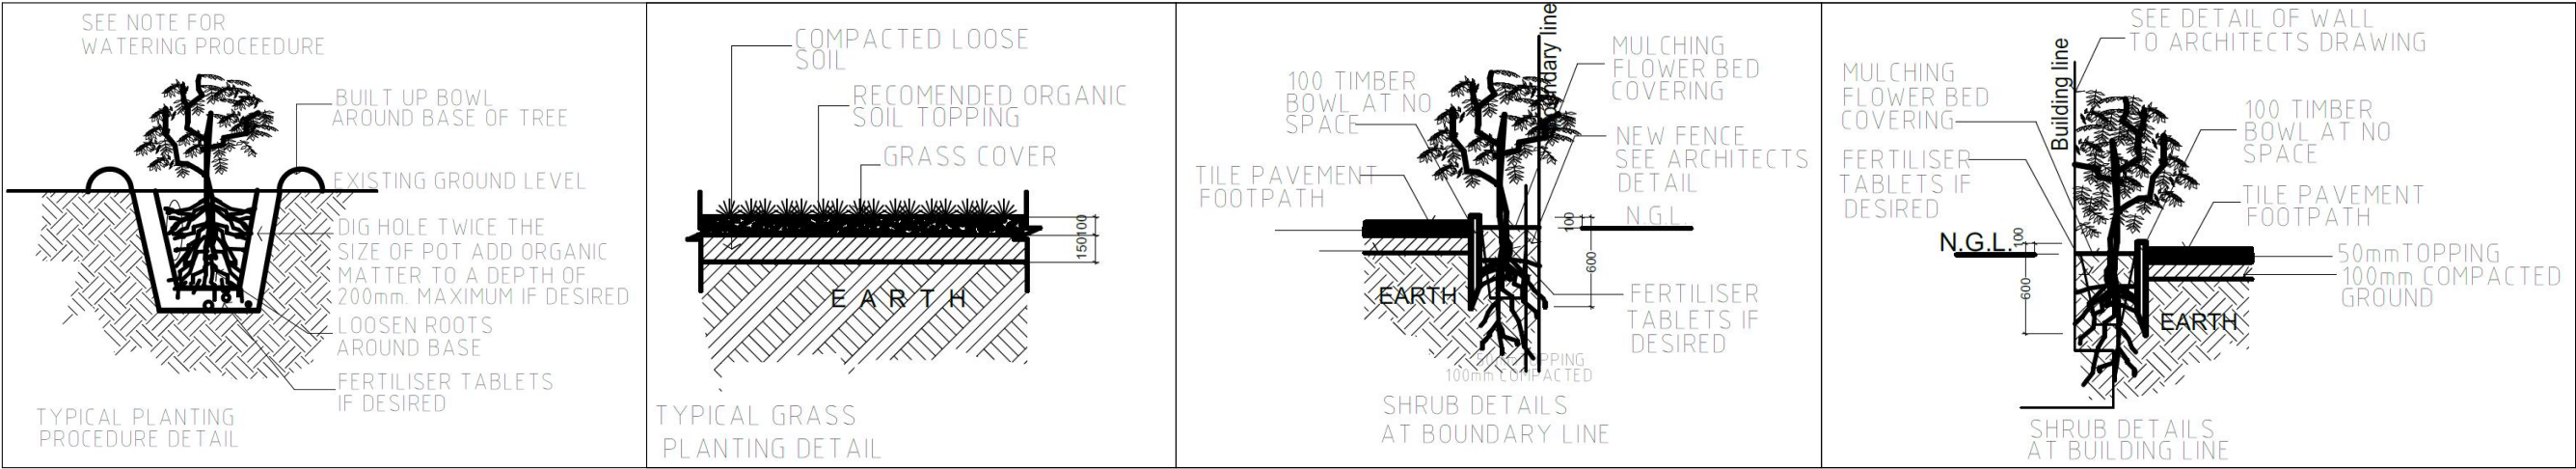 SEE NOTE FOR
WATERING PROCEEDURE
BUILT UP BOWL
AROUND BASE OF TREE
EXISTING GROUND LEVEL
DIG HOLE TWICE THE
SIZE OF POT ADD ORGANIC
MATTER TO A DEPTH OF
200mm. MAXIMUM IF DESIRED
LOOSEN ROOTS
AROUND BASE
FERTILISER TABLETS
IF DESIRED
TYPICAL PLANTING
PROCEDURE DETAIL
COMPACTED LOOSE
SOIL
RECOMENDED ORGANIC
SOIL TOPPING
GRASS COVER
100
150
EARTH
TYPICAL GRASS
PLANTING DETAIL
boundary line
100 TIMBER
BOWL AT NO
SPACE
TILE PAVEMENT
FOOTPATH
MULCHING
FLOWER BED
COVERING
NEW FENCE
SEE ARCHITECTS
DETAIL
N.G.L.
100
600
EARTH
FERTILISER
TABLETS IF
DESIRED
50mm TOPPING
100mm COMPACTED
SHRUB DETAILS
AT BOUNDARY LINE
SEE DETAIL OF WALL
TO ARCHITECTS DRAWING
Building line
MULCHING
FLOWER BED
COVERING
FERTILISER
TABLETS IF
DESIRED
N.G.L.
100
600
100 TIMBER
BOWL AT NO
SPACE
TILE PAVEMENT
FOOTPATH
50mmTOPPING
100mm COMPACTED
GROUND
EARTH
SHRUB DETAILS
AT BUILDING LINE